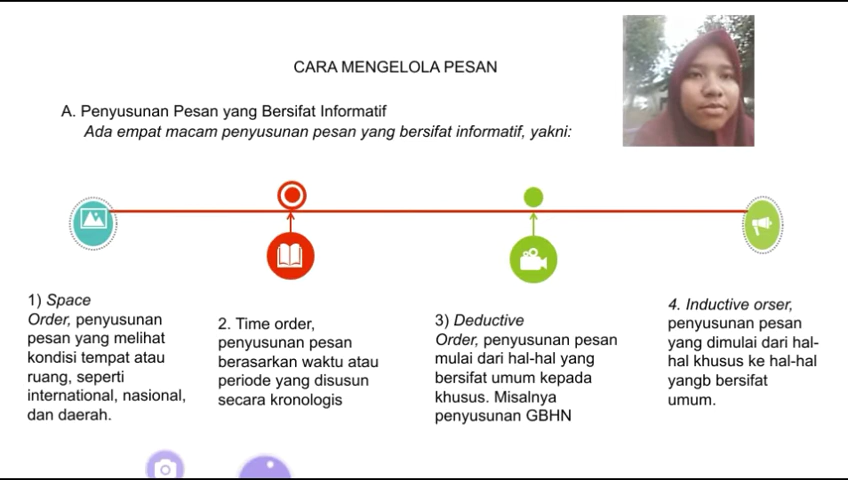 CARA MENGELOLA PESAN
A. Penyusunan Pesan yang Bersifat Informatif
Ada empat macam penyusunan pesan yang bersifat informatif, yakni:
1) Space
Order, penyusunan
pesan yang melihat
kondisi tempat atau
ruang, seperti
international, nasional,
dan daerah.
2. Time order,
penyusunan pesan
berasarkan waktu atau
periode yang disusun
secara kronologis
3) Deductive
Order, penyusunan pesan
mulai dari hal-hal yang
bersifat umum kepada
khusus. Misalnya
penyusunan GBHN
4. Inductive orser,
penyusunan pesan
yang dimulai dari hal-
hal khusus ke hal-hal
yangb bersifat
umum.